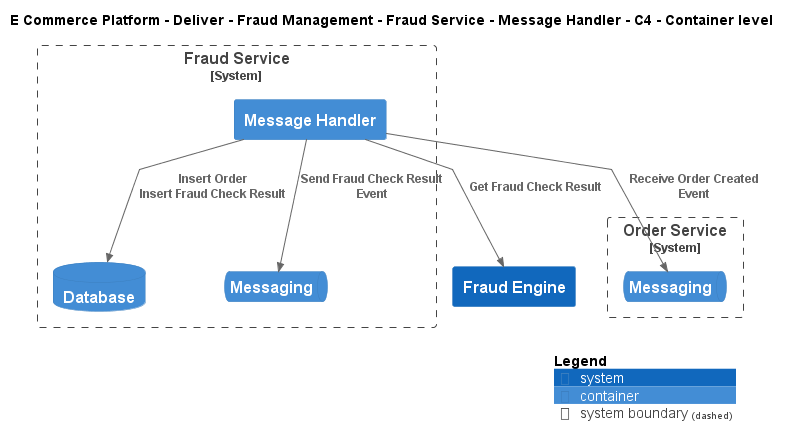 E Commerce Platform - Deliver - Fraud Management - Fraud Service - Message Handler - C4 - Container level
Fraud Service
[System]
Message Handler
Insert Order
Insert Fraud Check Result
Send Fraud Check Result
Event
Get Fraud Check Result
Receive Order Created
Event
Order Service
[System]
Database
Messaging
Fraud Engine
Messaging
Legend
system
container
system boundary (dashed)